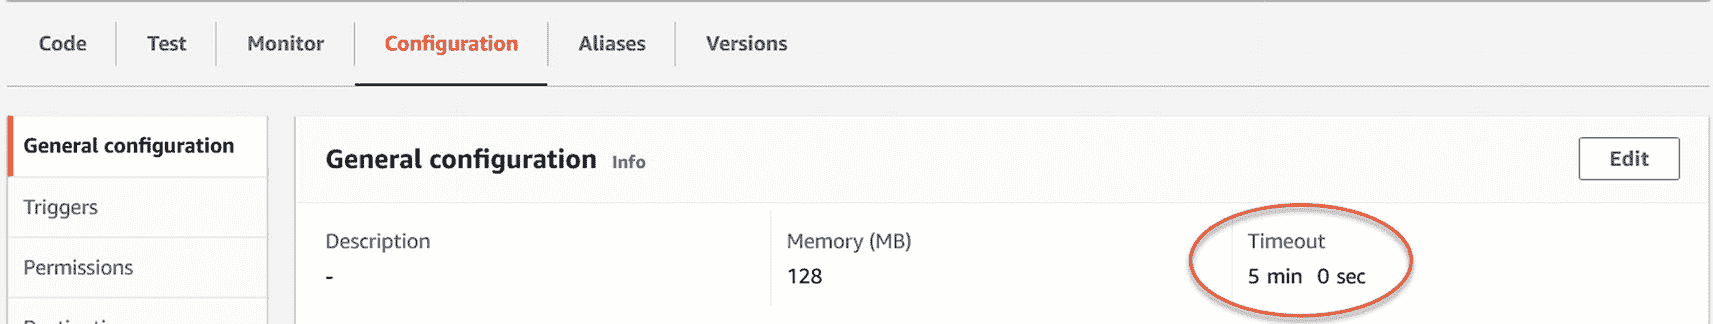 Code Test Monitor Configuration Aliases Versions
General configuration
Triggers
Permissions
General configuration Info
Edit
Description
-
Memory (MB)
128
Timeout
5 min 0 sec